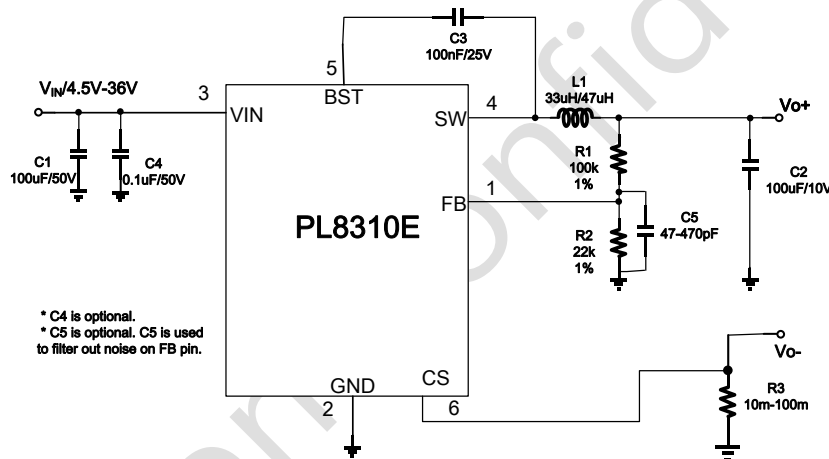 C3
100nF/25V
5
BST
L1
33uH/47uH
VIN/4.5V-36V
3
VIN
4
SW
Vo+
C1
100uF/50V
C4
0.1uF/50V
R1
100k
1%
C2
100uF/10V
1
FB
PL8310E
R2
22k
1%
C5
47-470pF
* C4 is optional.
* C5 is optional. C5 is used
to filter out noise on FB pin.
Vo-
GND
2
CS
6
R3
10m-100m